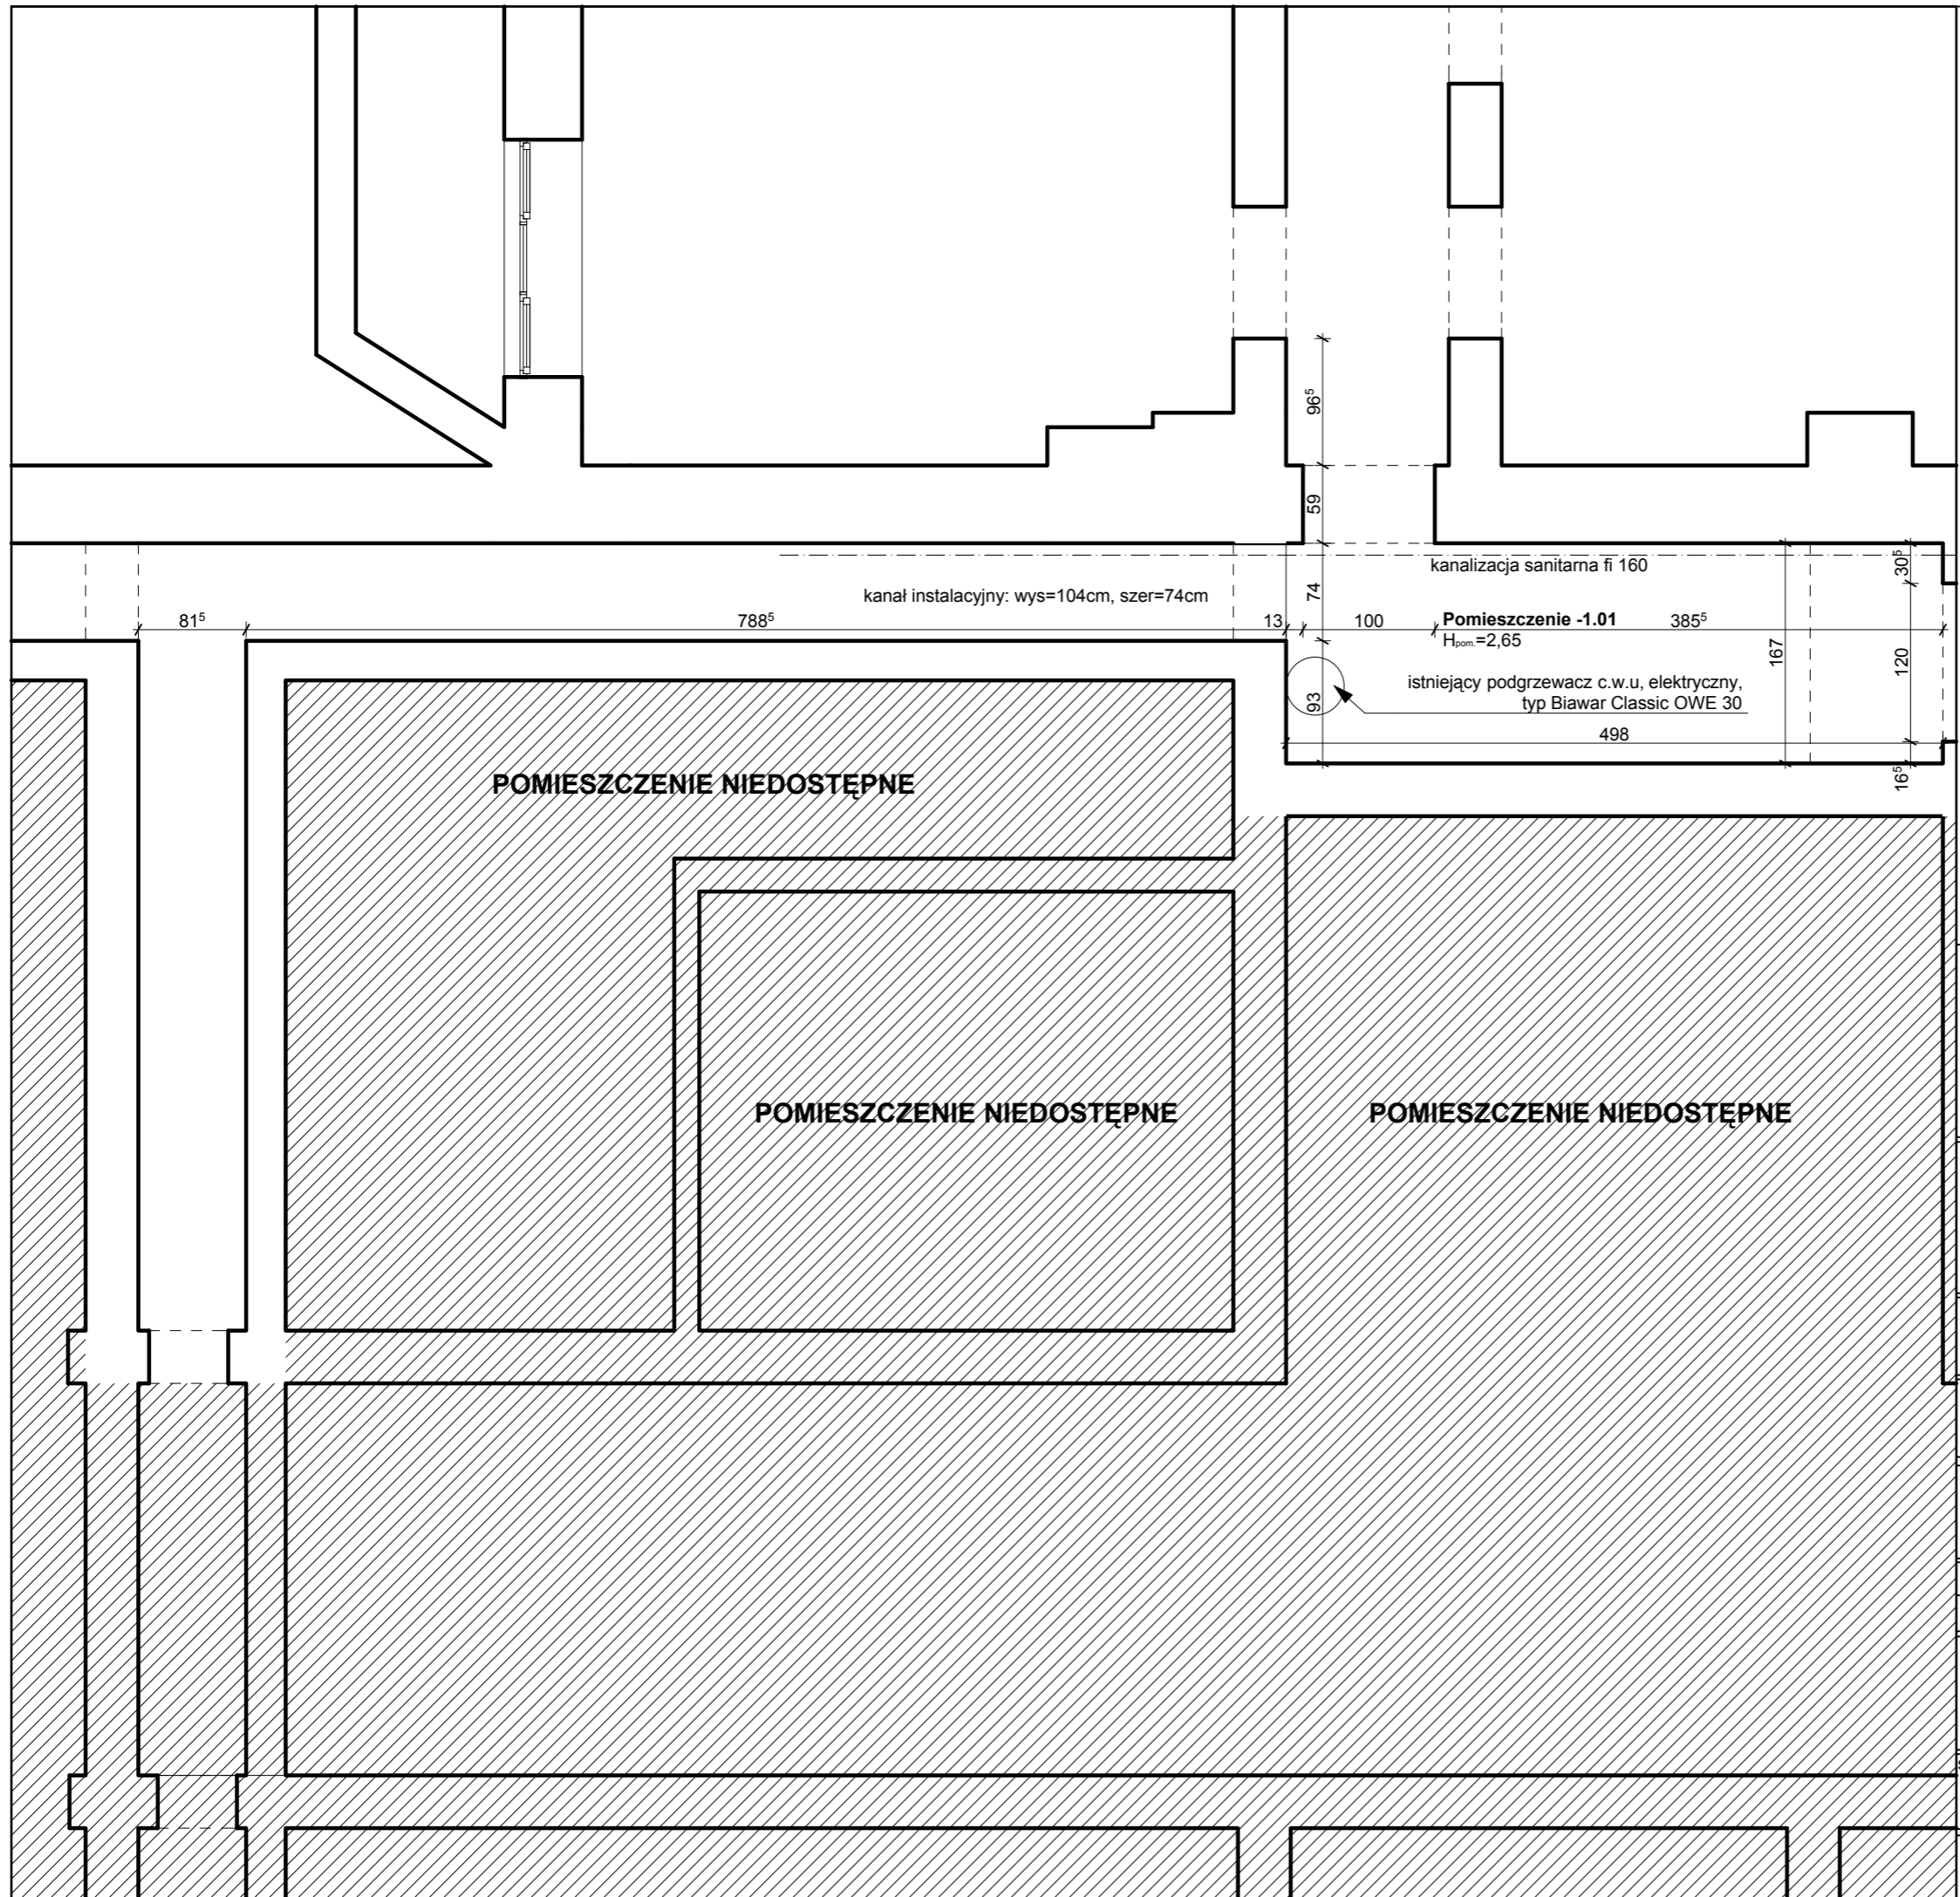 96⁵
59
kanalizacja sanitarna fi 160
30⁵
kanał instalacyjny: wys=104cm, szer=74cm
74
81⁵
788⁵
13
100
Pomieszczenie -1.01
385⁵
Hpom.=2,65
167
120
istniejący podgrzewacz c.w.u, elektryczny,
typ Biawar Classic OWE 30
93
498
16⁵
POMIESZCZENIE NIEDOSTĘPNE
POMIESZCZENIE NIEDOSTĘPNE
POMIESZCZENIE NIEDOSTĘPNE